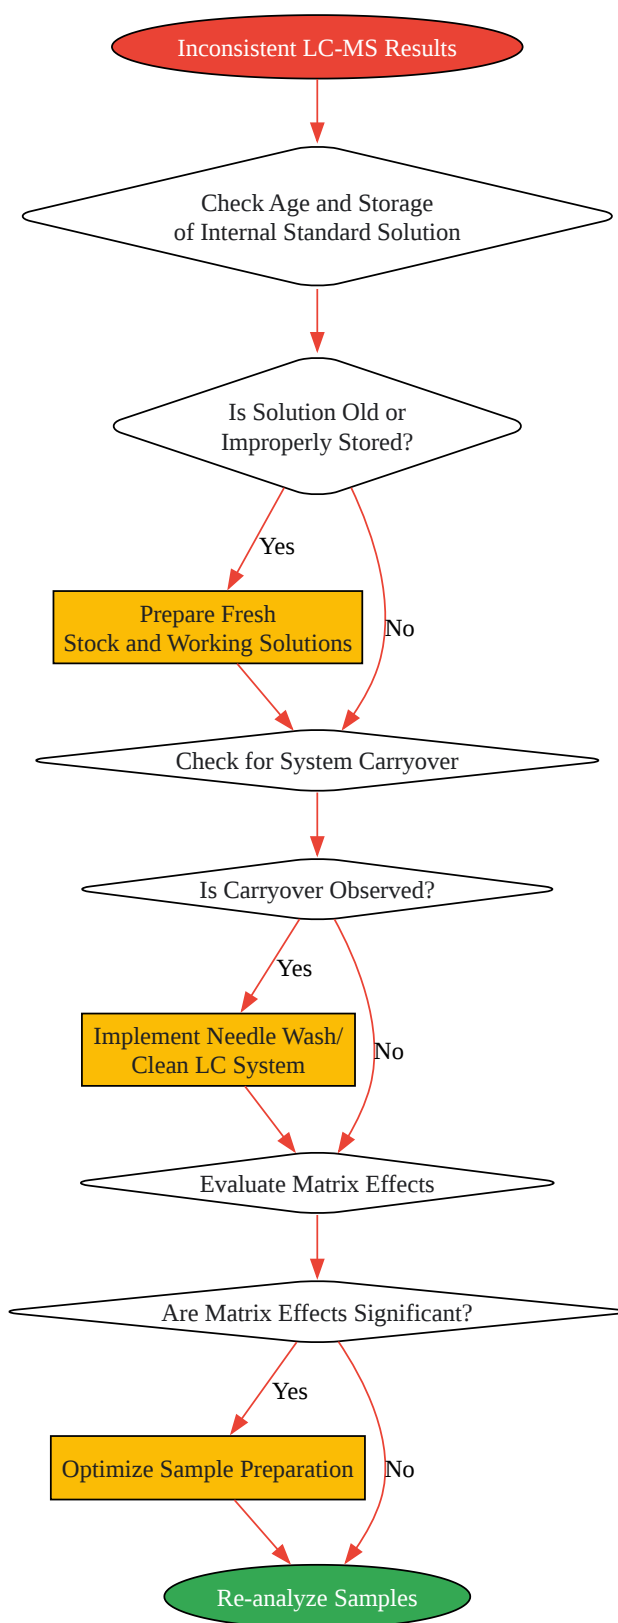 Inconsistent LC-MS Results
Check Age and Storage
of Internal Standard Solution
Is Solution Old or
Improperly Stored?
Yes
Prepare Fresh
Stock and Working Solutions
No
Check for System Carryover
Is Carryover Observed?
Yes
Implement Needle Wash/
Clean LC System
No
Evaluate Matrix Effects
Are Matrix Effects Significant?
Yes
Optimize Sample Preparation
No
Re-analyze Samples